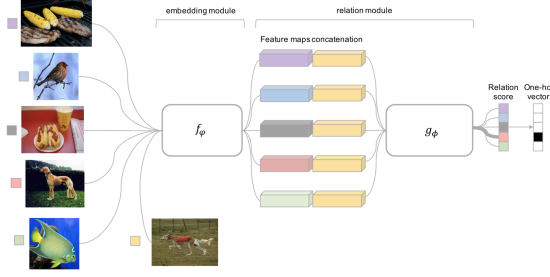 embedding module
relation module
Feature maps concatenation
Relation
score
One-ho
vector
fφ
gϕ